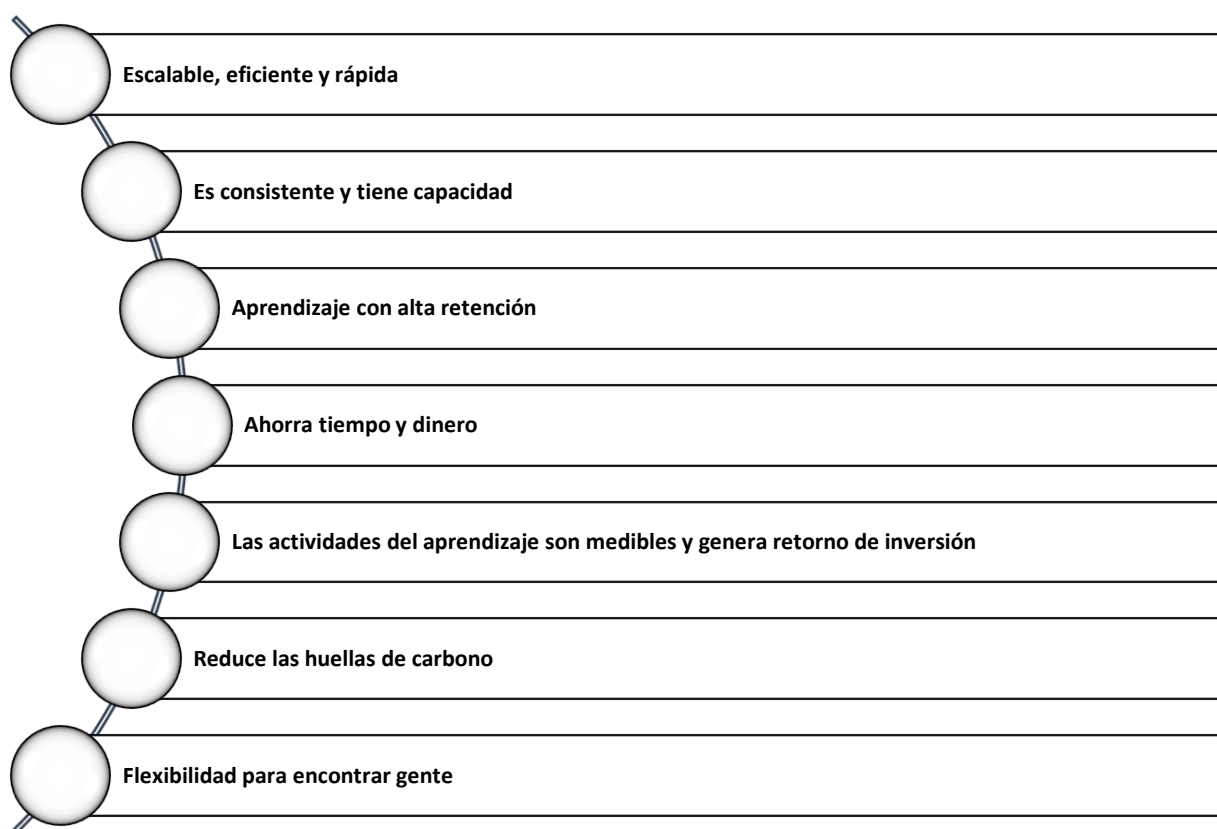 Escalable, eficiente y rápida
Es consistente y tiene capacidad
Aprendizaje con alta retención
Ahorra tiempo y dinero
Las actividades del aprendizaje son medibles y genera retorno de inversión
Reduce las huellas de carbono
Flexibilidad para encontrar gente